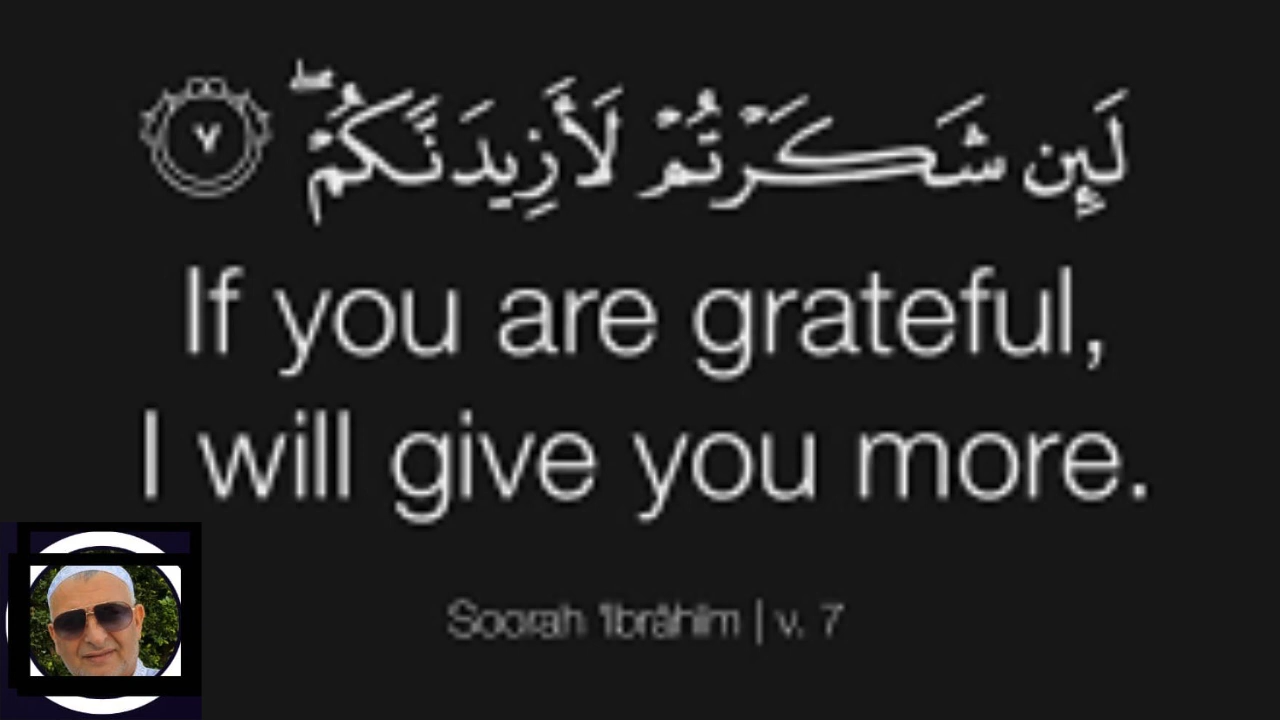 لَئِن شَكَرْتُمْ لَأَزِيدَنَّكُمْ ۖ ٧
If you are grateful,
I will give you more.
Soorah 'Ibrâhîm | v. 7